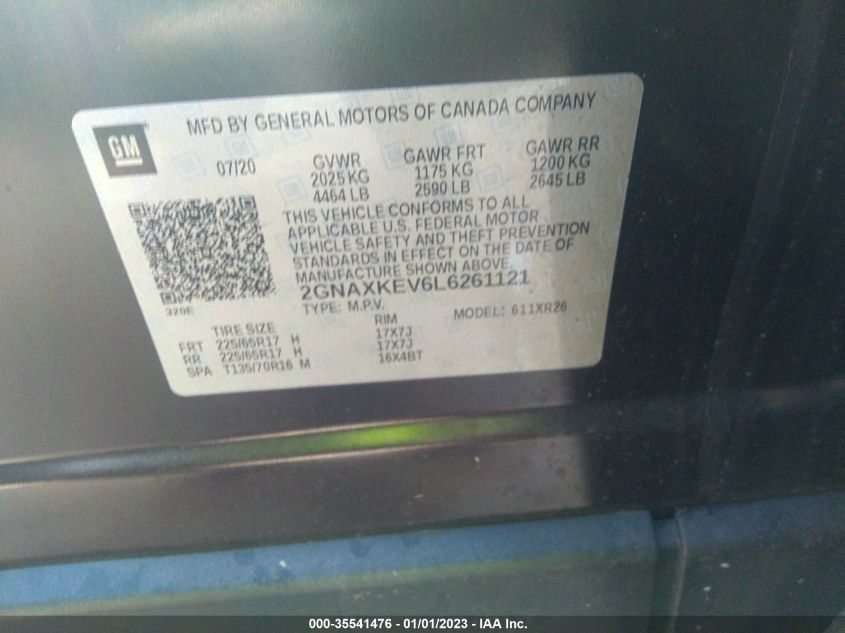 MFD BY GENERAL MOTORS OF CANADA COMPANY
GM
07/20 GVWR GAWR FRT GAWR RR
2025 KG 1175 KG 1200 KG
4464 LB 2590 LB 2645 LB
THIS VEHICLE CONFORMS TO ALL
APPLICABLE U.S. FEDERAL MOTOR
VEHICLE SAFETY AND THEFT PREVENTION
STANDARDS IN EFFECT ON THE DATE OF
MANUFACTURE SHOWN ABOVE.
2GNAXKEV6L6261121
TYPE: M.P.V. MODEL: 611XR26
320E
TIRE SIZE RIM
FRT 225/65R17 H 17X7J
RR 225/65R17 H 17X7J
SPA T135/70R16 M 16X4BT
000-35541476 / 01/01/2023 - IAA Inc.